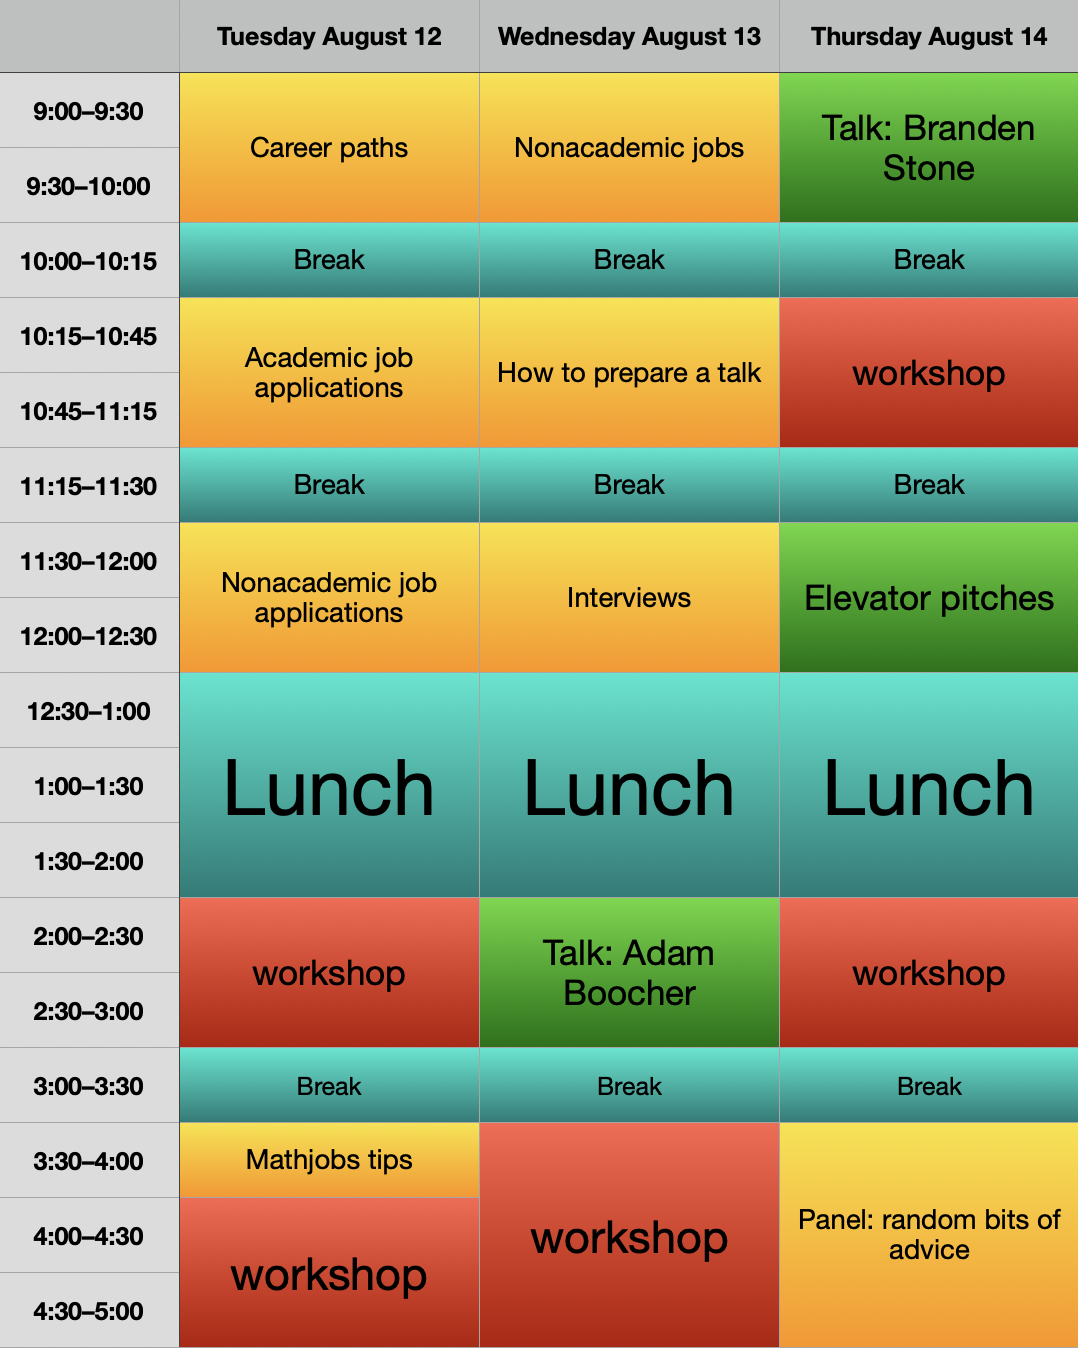 Tuesday August 12 Wednesday August 13 Thursday August 14
9:00–9:30
Career paths Nonacademic jobs Talk: Branden
Stone
9:30–10:00
10:00–10:15 Break Break Break
10:15–10:45
Academic job
applications How to prepare a talk workshop
10:45–11:15
11:15–11:30 Break Break Break
11:30–12:00
Nonacademic job
applications Interviews Elevator pitches
12:00–12:30
12:30–1:00
1:00–1:30 Lunch Lunch Lunch
1:30–2:00
2:00–2:30
workshop Talk: Adam
Boocher workshop
2:30–3:00
3:00–3:30 Break Break Break
3:30–4:00 Mathjobs tips
4:00–4:30 workshop Panel: random bits of
advice
workshop
4:30–5:00